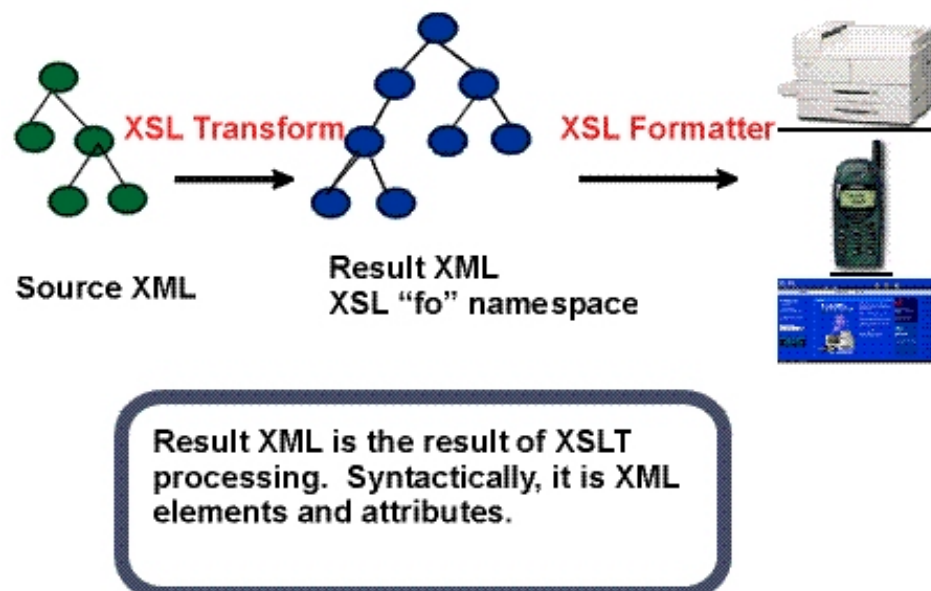 XSL Transform
XSL Formatter
Source XML
Result XML
XSL “fo” namespace
Result XML is the result of XSLT
processing.  Syntactically, it is XML
elements and attributes.